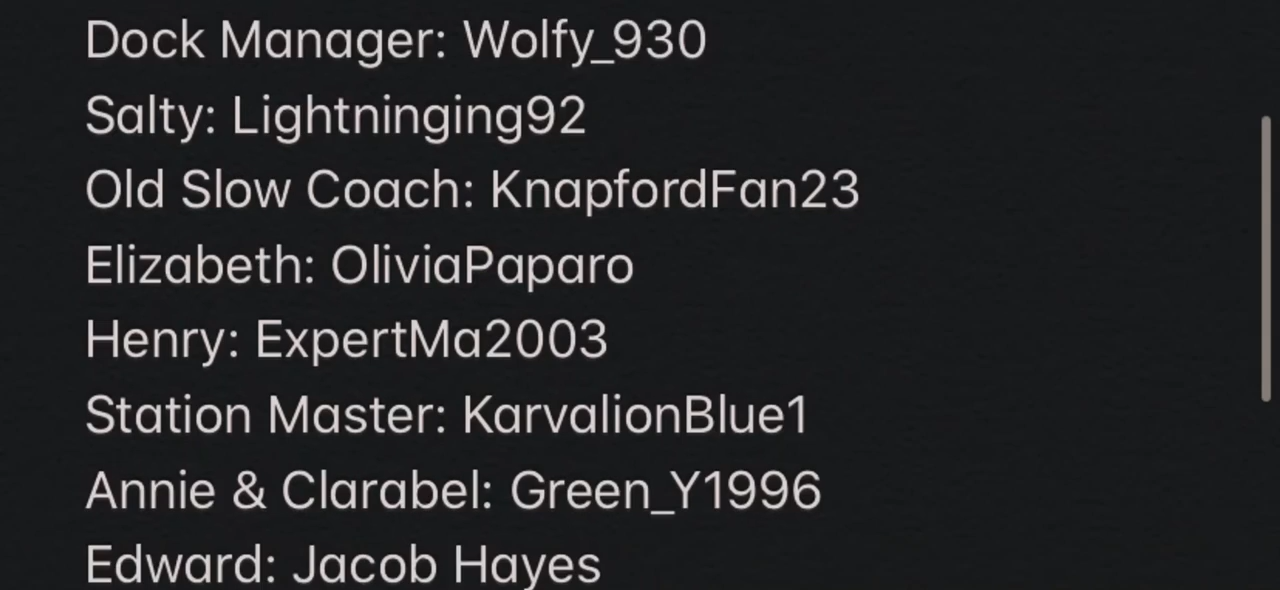 Dock Manager: Wolfy_930
Salty: Lightninging92
Old Slow Coach: KnapfordFan23
Elizabeth: OliviaPaparo
Henry: ExpertMa2003
Station Master: KarvalionBlue1
Annie & Clarabel: Green_Y1996
Edward: Jacob Hayes